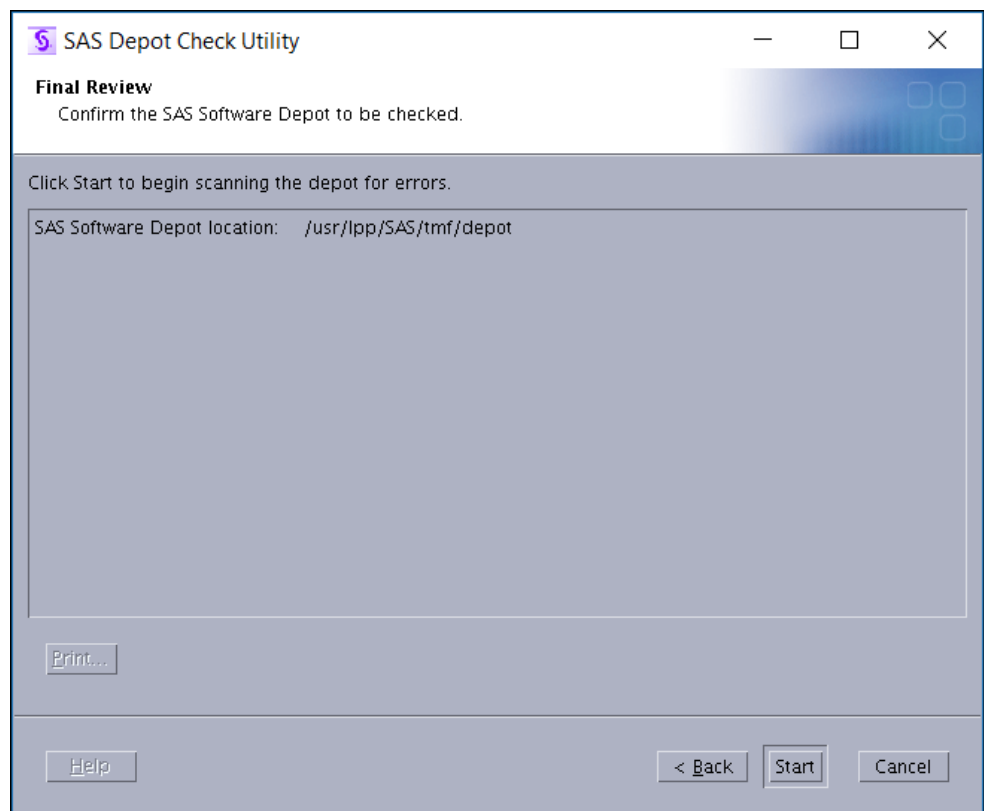 SAS Depot Check Utility
Final Review
Confirm the SAS Software Depot to be checked.
Click Start to begin scanning the depot for errors.
SAS Software Depot location: /usr/lpp/SAS/tmf/depot
Print...
Help
< Back
Start
Cancel